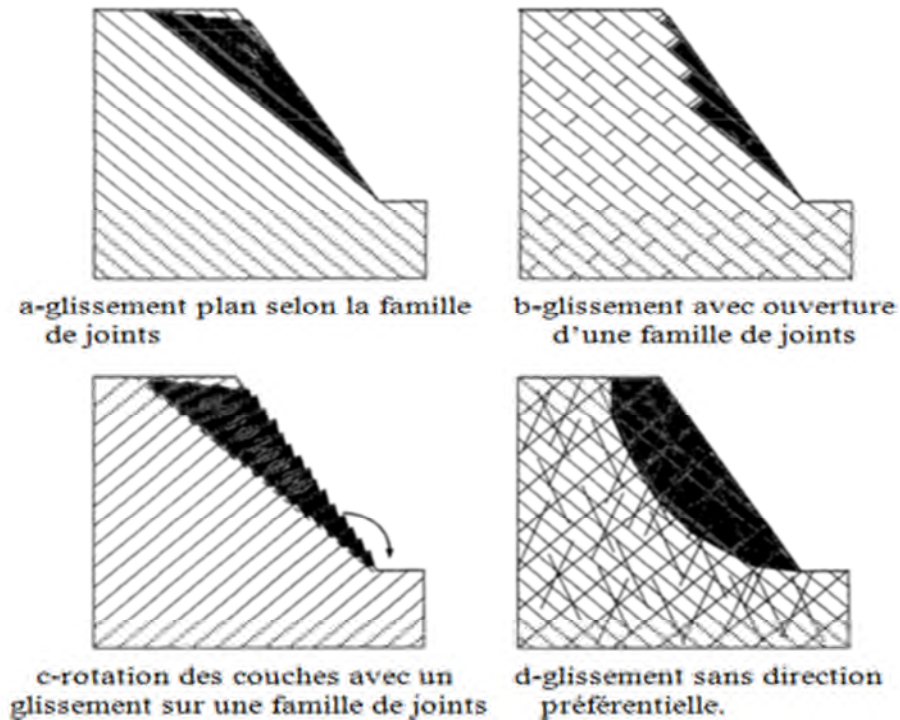 a-glissement plan selon la famille
de joints
b-glissement avec ouverture
d’une famille de joints
c-rotation des couches avec un
glissement sur une famille de joints
d-glissement sans direction
préférentielle.